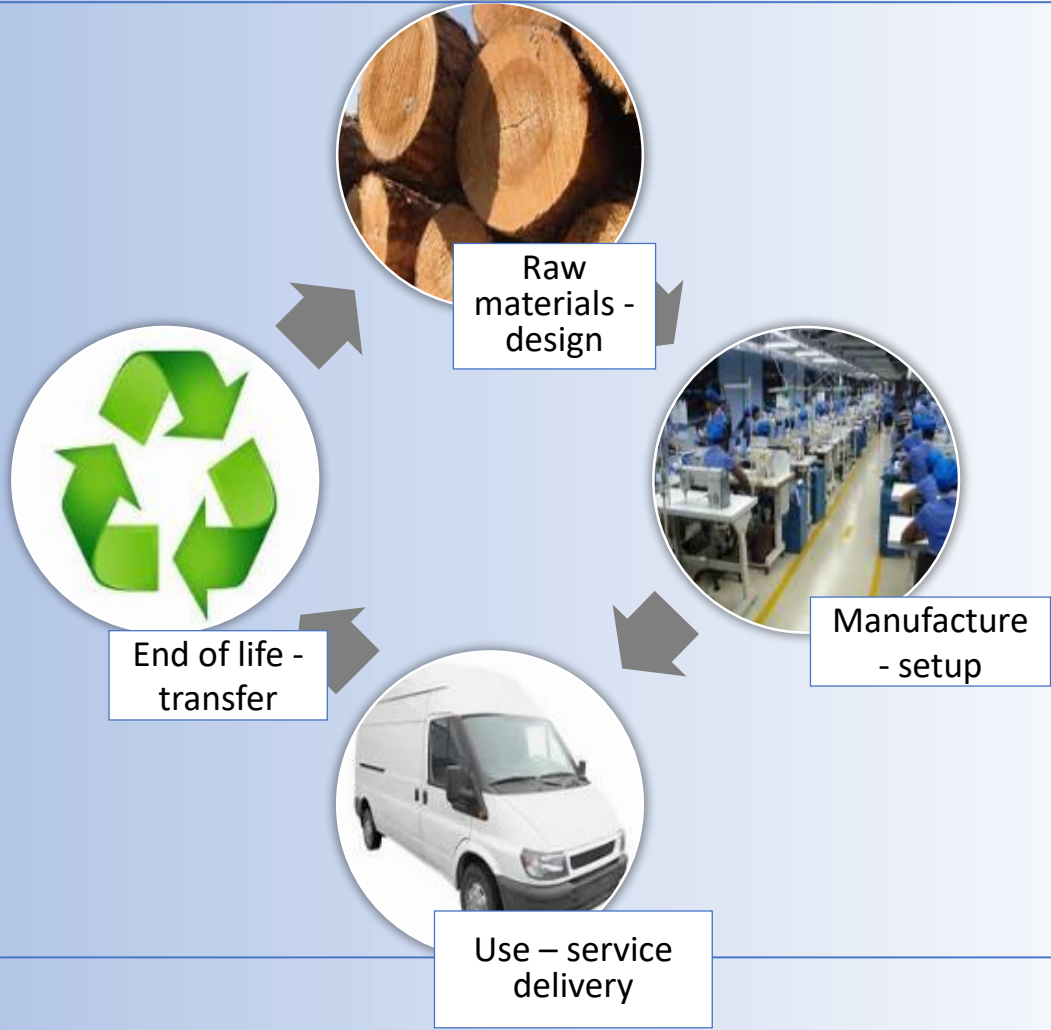 Raw
materials -
design
Manufacture
- setup
Use – service
delivery
End of life -
transfer